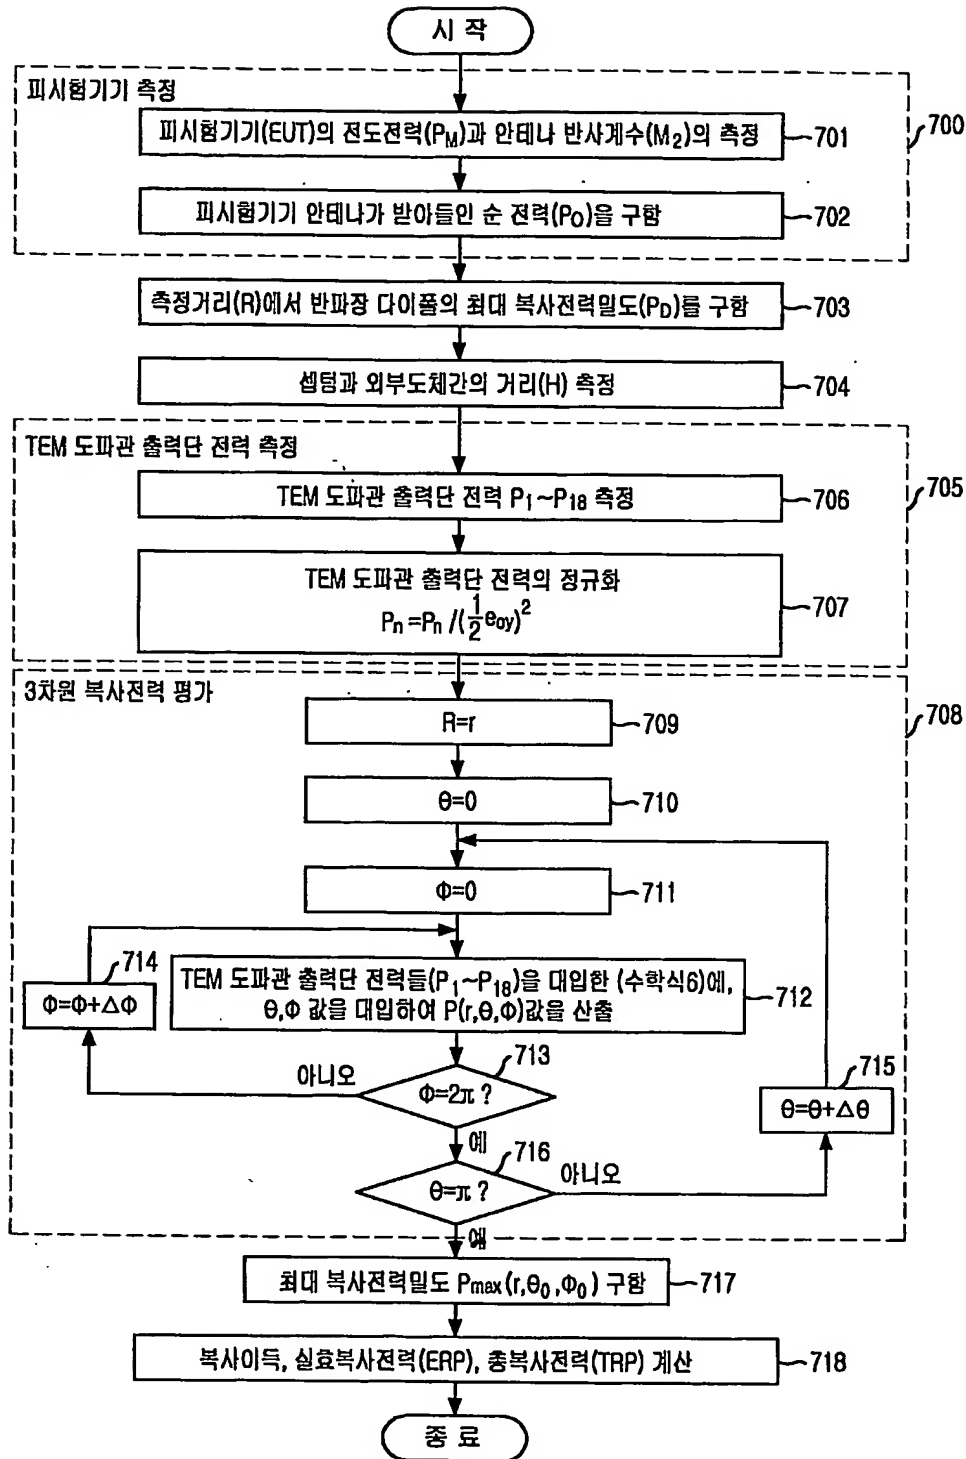 시 작
피시험기기 측정
700
피시험기기(EUT)의 전도전력(PM)과 안테나 반사계수(M2)의 측정
701
피시험기기 안테나가 받아들인 순 전력(PO)을 구함
702
측정거리(R)에서 반파장 다이폴의 최대 복사전력밀도(PD)를 구함
703
셉텀과 외부도체간의 거리(H) 측정
704
TEM 도파관 출력단 전력 측정
705
TEM 도파관 출력단 전력 P1~P18 측정
706
TEM 도파관 출력단 전력의 정규화
Pn=Pn /(1/2 eoy)2
707
3차원 복사전력 평가
708
R=r
709
θ=0
710
Φ=0
711
714
Φ=Φ+△Φ
TEM 도파관 출력단 전력들(P1~P18)을 대입한 (수학식6)에,
θ,Φ 값을 대입하여 P(r,θ,Φ)값을 산출
712
713
아니오
Φ=2π ?
715
θ=θ+△θ
예
716
아니오
θ=π ?
예
최대 복사전력밀도 Pmax(r,θ0,Φ0) 구함
717
복사이득, 실효복사전력(ERP), 총복사전력(TRP) 계산
718
종 료